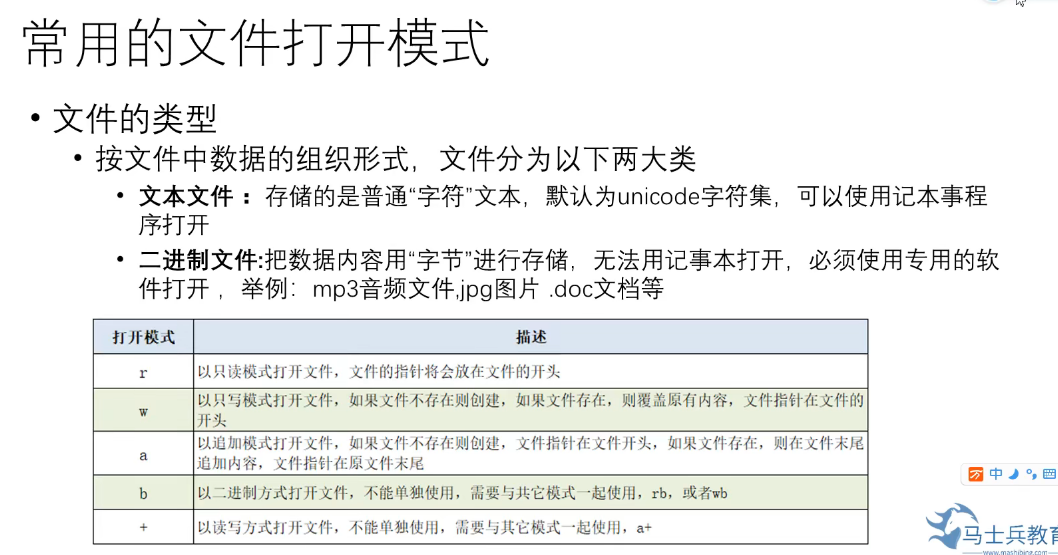 常用的文件打开模式
• 文件的类型
• 按文件中数据的组织形式，文件分为以下两大类
• 文本文件 ：存储的是普通“字符”文本，默认为unicode字符集，可以使用记本事程
序打开
• 二进制文件:把数据内容用“字节”进行存储，无法用记事本打开，必须使用专用的软
件打开 ，举例：mp3音频文件,jpg图片 .doc文档等
打开模式 描述
r 以只读模式打开文件，文件的指针将会放在文件的开头
w 以只写模式打开文件，如果文件不存在则创建，如果文件存在，则覆盖原有内容，文件指针在文件的
开头
a 以追加模式打开文件，如果文件不存在则创建，文件指针在文件开头，如果文件存在，则在文件末尾
追加内容，文件指针在原文件末尾
b 以二进制方式打开文件，不能单独使用，需要与其它模式一起使用，rb，或者wb
+ 以读写方式打开文件，不能单独使用，需要与其它模式一起使用，a+
中
马士兵教育
www.mashibing.com